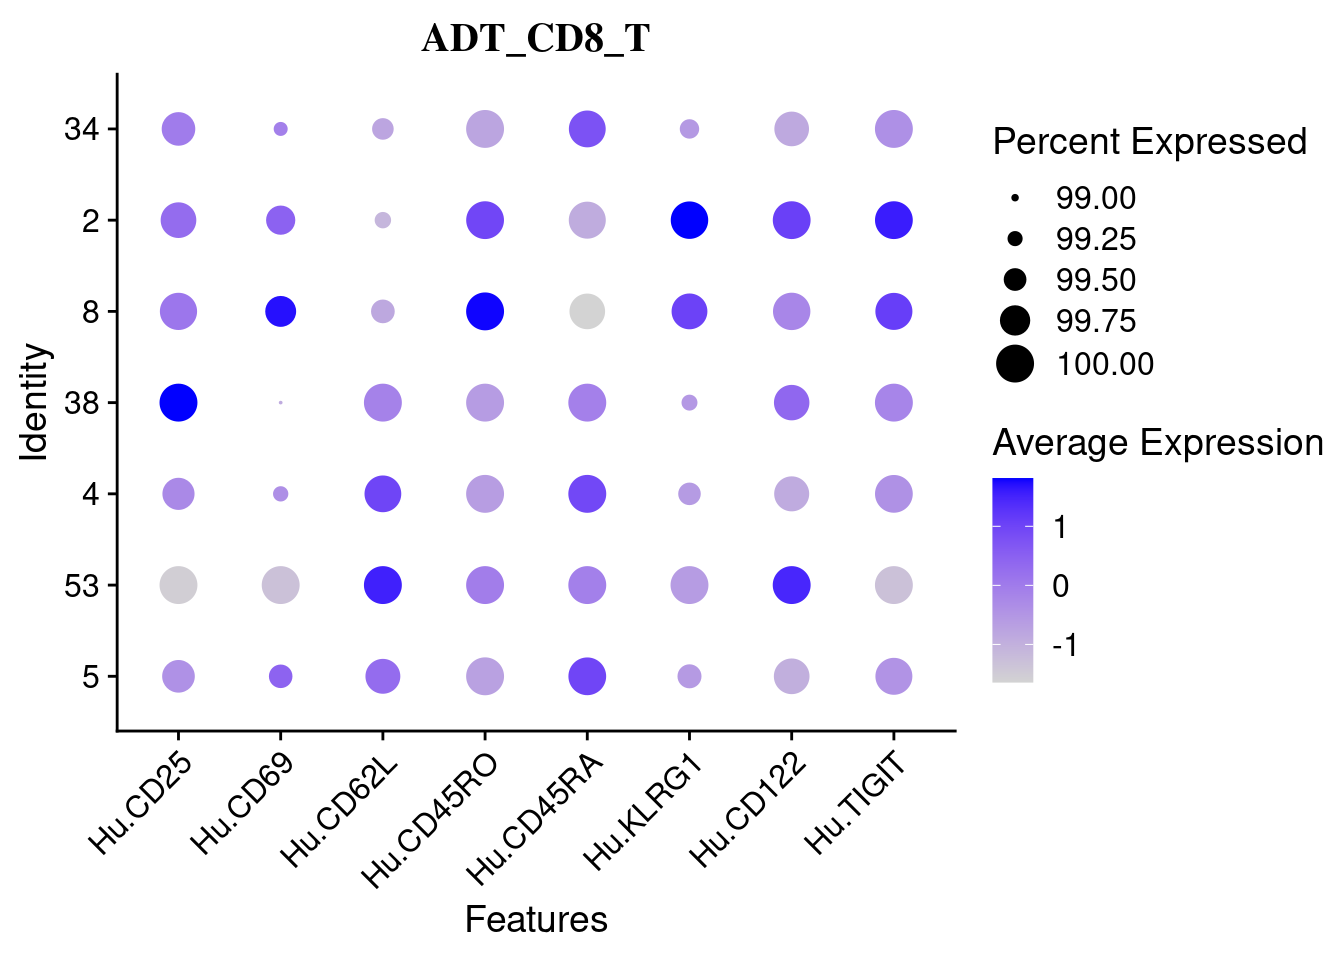 ADT_CD8_T
Identity
34
2
8
38
4
53
5
Hu.CD25
Hu.CD69
Hu.CD62L
Hu.CD45RO
Hu.CD45RA
Hu.KLRG1
Hu.CD122
Hu.TIGIT
Features
Percent Expressed
99.00
99.25
99.50
99.75
100.00
Average Expression
1
0
-1